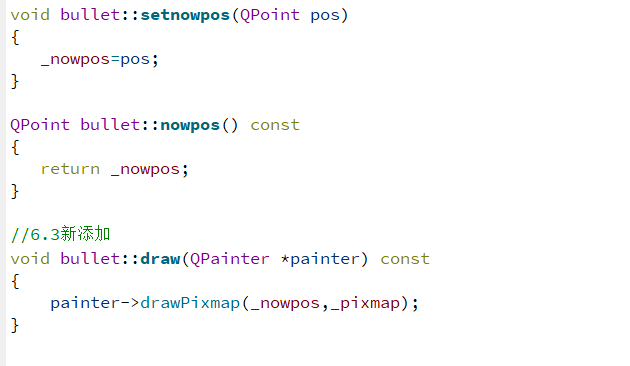 void bullet::setnowpos(QPoint pos)
{
   _nowpos=pos;
}
QPoint bullet::nowpos() const
{
   return _nowpos;
}
//6.3新添加
void bullet::draw(QPainter *painter) const
{
    painter->drawPixmap(_nowpos,_pixmap);
}